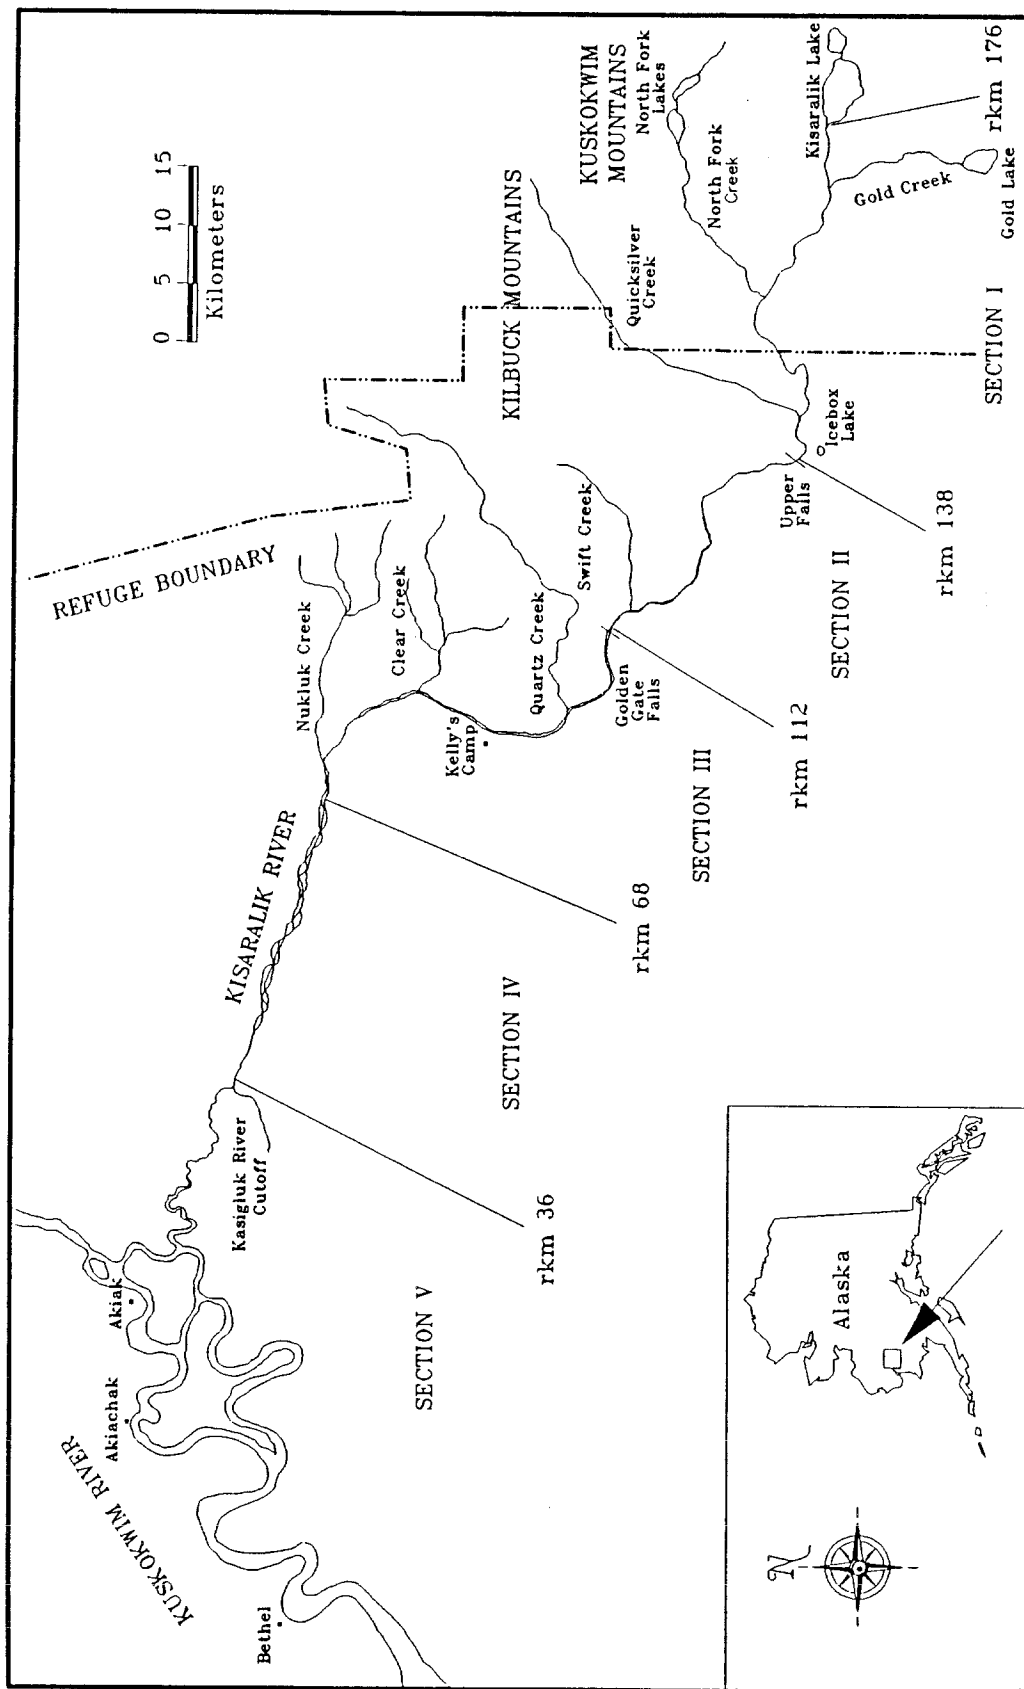 KUSKOKWIM RIVER
Akiachak
Akiak
Bethel
Kasigluk River
Cutoff
KISARALIK RIVER
REFUGE BOUNDARY
Nukluk Creek
Clear Creek
Kelly's
Camp
Quartz Creek
Swift Creek
Golden
Gate
Falls
Upper
Falls
Icebox
Lake
Quicksilver
Creek
KILBUCK MOUNTAINS
KUSKOKWIM
MOUNTAINS
North Fork
Lakes
North Fork
Creek
Kisaralik Lake
Gold Creek
Gold Lake
0 5 10 15
Kilometers
rkm 36
rkm 68
rkm 112
rkm 138
rkm 176
SECTION V
SECTION IV
SECTION III
SECTION II
SECTION I
N
Alaska